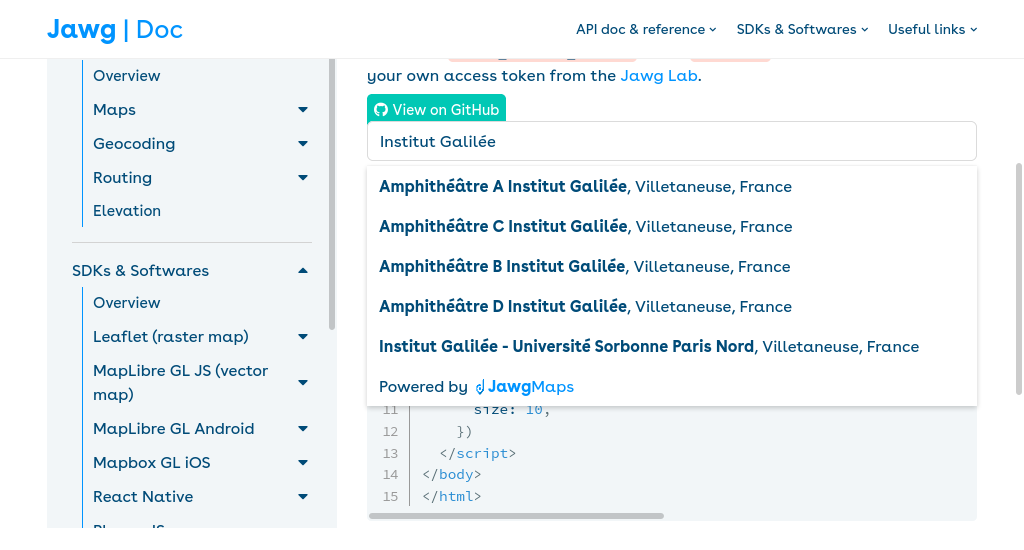 Jawg | Doc
API doc & reference
SDKs & Softwares
Useful links
Overview
Maps
Geocoding
Routing
Elevation
SDKs & Softwares
Overview
Leaflet (raster map)
MapLibre GL JS (vector
map)
MapLibre GL Android
Mapbox GL iOS
React Native
your own access token from the Jawg Lab.
View on GitHub
Institut Galilée
Amphithéâtre A Institut Galilée, Villetaneuse, France
Amphithéâtre C Institut Galilée, Villetaneuse, France
Amphithéâtre B Institut Galilée, Villetaneuse, France
Amphithéâtre D Institut Galilée, Villetaneuse, France
Institut Galilée - Université Sorbonne Paris Nord, Villetaneuse, France
Powered by JawgMaps
11 size: 10,
12 })
13 </script>
14 </body>
15 </html>